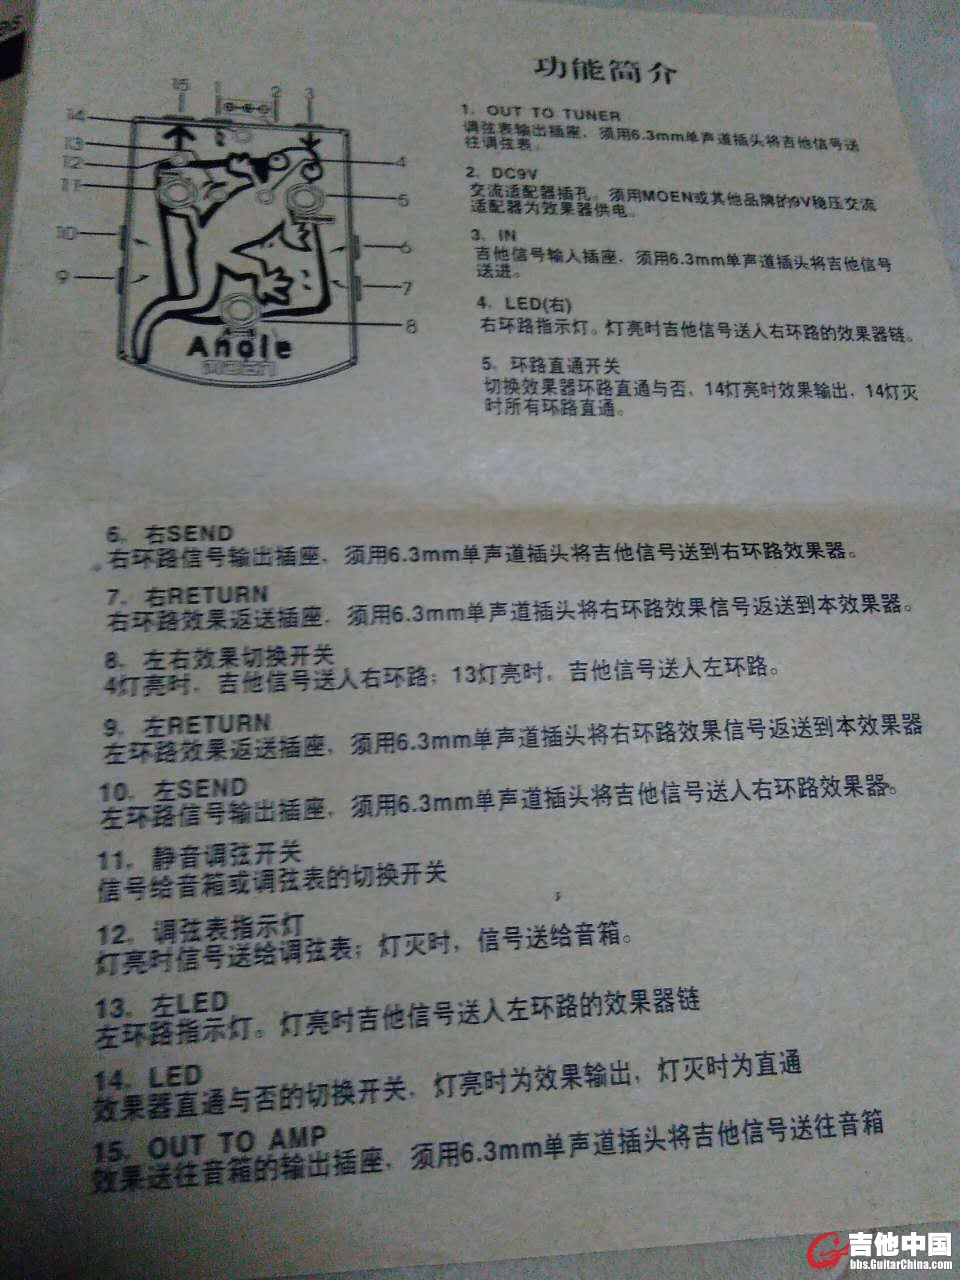 功能简介
15 1 2 3
14
13
12
11
10
9
4
5
6
7
8
A-B
Angle
MOEN
1. OUT TO TUNER
调弦表输出插座，须用6.3mm单声道插头将吉他信号送
往调弦表。
2. DC9V
交流适配器插孔。须用MOEN或其他品牌的9V稳压交流
适配器为效果器供电。
3. IN
吉他信号输人插座，须用6.3mm单声道插头将吉他信号
送进。
4. LED(右)
右环路指示灯。灯亮时吉他信号送人右环路的效果器链。
5. 环路直通开关
切换效果器环路直通与否，14灯亮时效果输出，14灯灭
时所有环路直通。
6. 右SEND
右环路信号输出插座，须用6.3mm单声道插头将吉他信号送到右环路效果器。
7. 右RETURN
右环路效果返送插座，须用6.3mm单声道插头将右环路效果信号返送到本效果器。
8. 左右效果切换开关
4灯亮时，吉他信号送人右环路；13灯亮时，吉他信号送人左环路。
9. 左RETURN
左环路效果返送插座，须用6.3mm单声道插头将右环路效果信号返送到本效果器
10. 左SEND
左环路信号输出插座，须用6.3mm单声道插头将吉他信号送人右环路效果器。
11. 静音调弦开关
信号给音箱或调弦表的切换开关
12. 调弦表指示灯
灯亮时信号送给调弦表；灯灭时，信号送给音箱。
13. 左LED
左环路指示灯。灯亮时吉他信号送入左环路的效果器链
14. LED
效果器直通与否的切换开关，灯亮时为效果输出，灯灭时为直通
15. OUT TO AMP
效果送往音箱的输出插座，须用6.3mm单声道插头将吉他信号送往音箱
吉他中国
bbs.GuitarChina.com